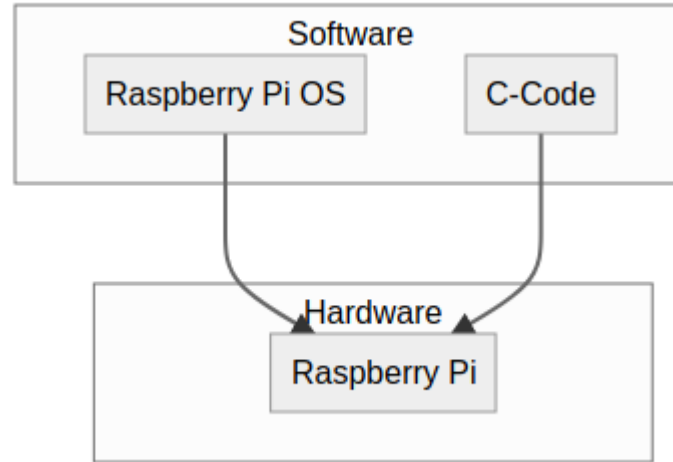 Software
Raspberry Pi OS
C-Code
Hardware
Raspberry Pi